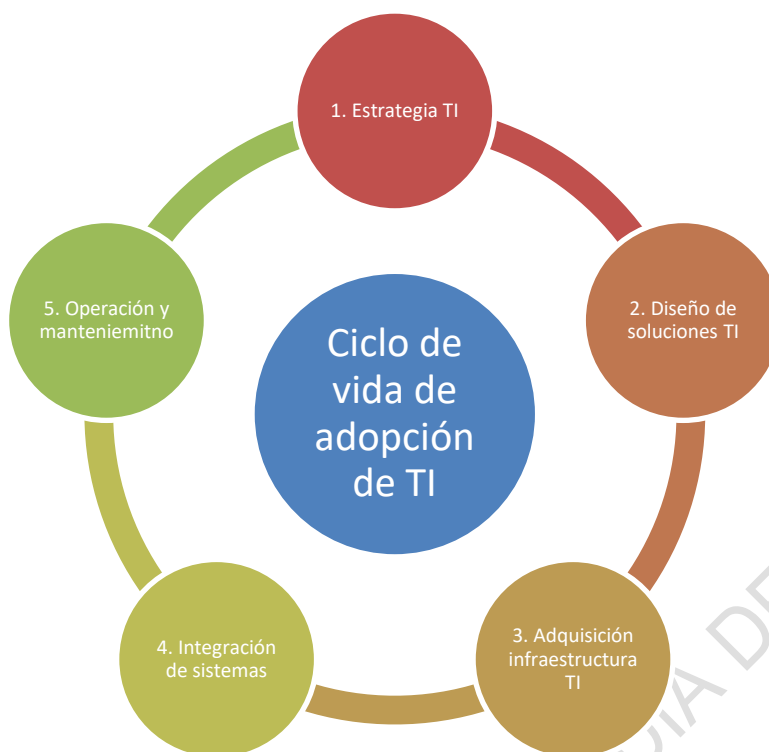 1. Estrategia TI
2. Diseño de
soluciones TI
3. Adquisición
infraestructura
TI
4. Integración
de sistemas
5. Operación y
manteniemitno
Ciclo de
vida de
adopción
de TI